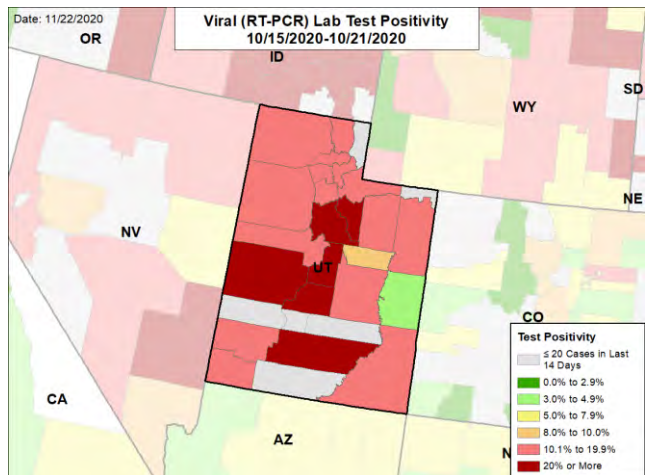 Date: 11/22/2020
Viral (RT-PCR) Lab Test Positivity
10/15/2020-10/21/2020
OR
ID
SD
WY
NE
NV
UT
CO
CA
AZ
N
Test Positivity
≤ 20 Cases in Last
14 Days
0.0% to 2.9%
3.0% to 4.9%
5.0% to 7.9%
8.0% to 10.0%
10.1% to 19.9%
20% or More